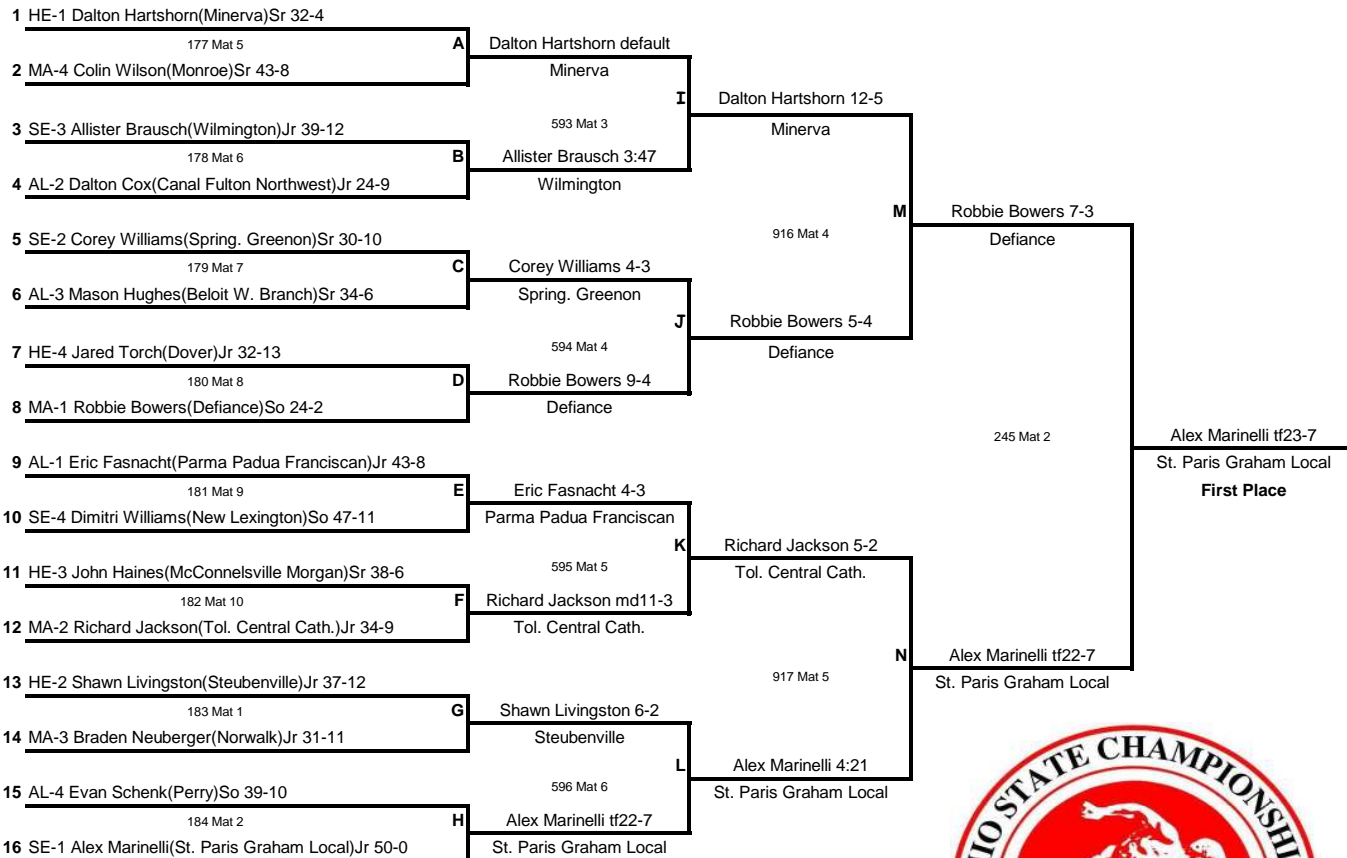 1 HE-1 Dalton Hartshorn(Minerva)Sr 32-4
177 Mat 5
A
2 MA-4 Colin Wilson(Monroe)Sr 43-8
3 SE-3 Allister Brausch(Wilmington)Jr 39-12
178 Mat 6
B
4 AL-2 Dalton Cox(Canal Fulton Northwest)Jr 24-9
5 SE-2 Corey Williams(Spring. Greenon)Sr 30-10
179 Mat 7
C
6 AL-3 Mason Hughes(Beloit W. Branch)Sr 34-6
7 HE-4 Jared Torch(Dover)Jr 32-13
180 Mat 8
D
8 MA-1 Robbie Bowers(Defiance)So 24-2
9 AL-1 Eric Fasnacht(Parma Padua Franciscan)Jr 43-8
181 Mat 9
E
10 SE-4 Dimitri Williams(New Lexington)So 47-11
11 HE-3 John Haines(McConnelsville Morgan)Sr 38-6
182 Mat 10
F
12 MA-2 Richard Jackson(Tol. Central Cath.)Jr 34-9
13 HE-2 Shawn Livingston(Steubenville)Jr 37-12
183 Mat 1
G
14 MA-3 Braden Neuberger(Norwalk)Jr 31-11
15 AL-4 Evan Schenk(Perry)So 39-10
184 Mat 2
H
16 SE-1 Alex Marinelli(St. Paris Graham Local)Jr 50-0
Dalton Hartshorn default
Minerva
I
593 Mat 3
Allister Brausch 3:47
Wilmington
Corey Williams 4-3
Spring. Greenon
J
594 Mat 4
Robbie Bowers 9-4
Defiance
Eric Fasnacht 4-3
Parma Padua Franciscan
K
595 Mat 5
Richard Jackson md11-3
Tol. Central Cath.
Shawn Livingston 6-2
Steubenville
L
596 Mat 6
Alex Marinelli tf22-7
St. Paris Graham Local
Dalton Hartshorn 12-5
Minerva
M
916 Mat 4
Robbie Bowers 5-4
Defiance
Richard Jackson 5-2
Tol. Central Cath.
N
917 Mat 5
Alex Marinelli 4:21
St. Paris Graham Local
Robbie Bowers 7-3
Defiance
245 Mat 2
Alex Marinelli tf22-7
St. Paris Graham Local
Alex Marinelli tf23-7
St. Paris Graham Local
First Place
IO STATE CHAMPIONSHI